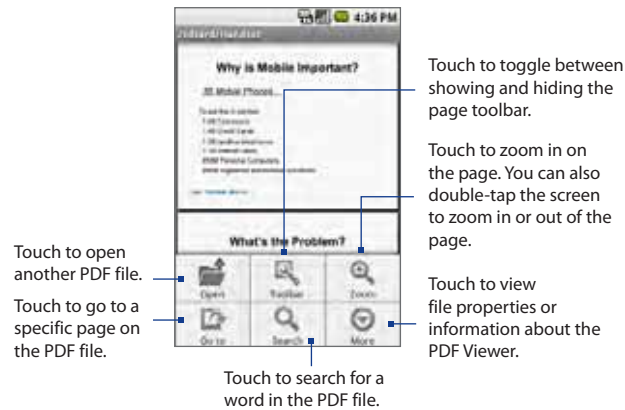 4:36 PM
Why is Mobile Important?
What's the Problem?
Open
Toolbar
Zoom
Go to
Search
More
Touch to toggle between
showing and hiding the
page toolbar.
Touch to zoom in on
the page. You can also
double-tap the screen
to zoom in or out of the
page.
Touch to open
another PDF file.
Touch to go to a
specific page on
the PDF file.
Touch to view
file properties or
information about the
PDF Viewer.
Touch to search for a
word in the PDF file.